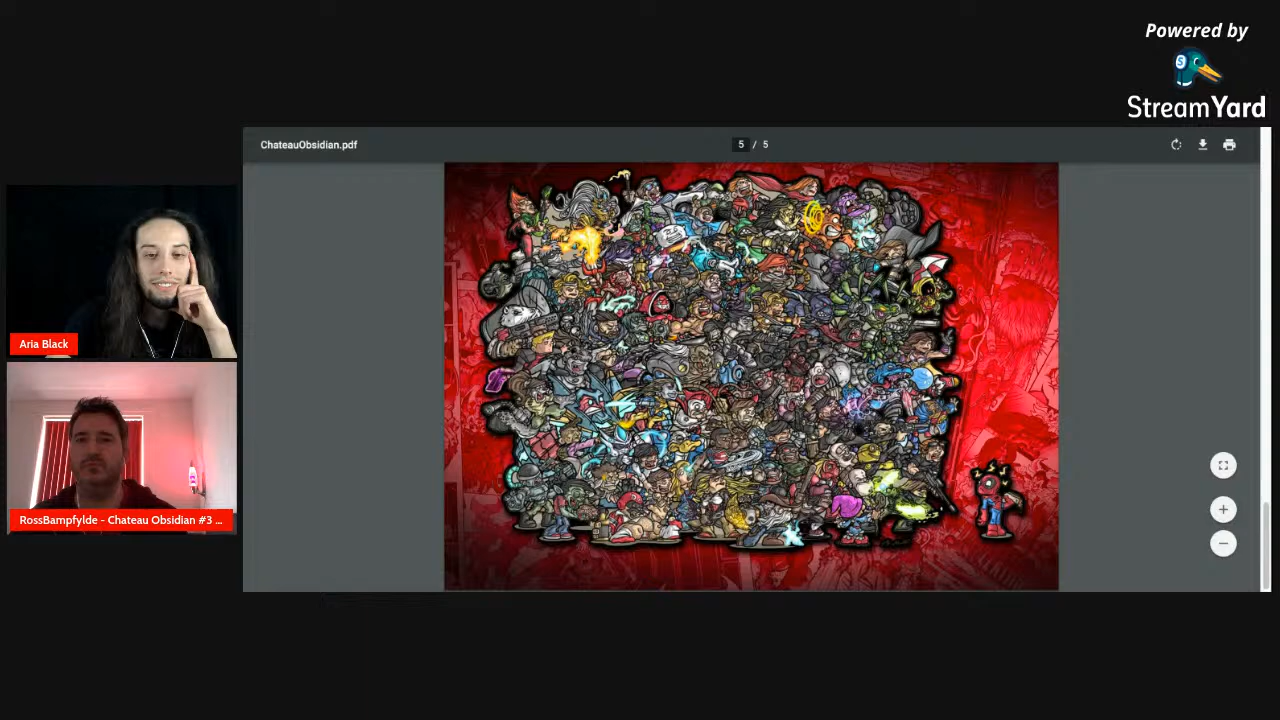 Powered by
S
StreamYard
ChateauObsidian.pdf
5 / 5
Aria Black
RossBampfylde - Chateau Obsidian #3 ...